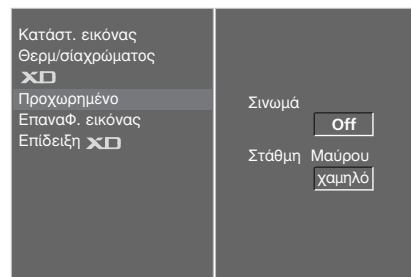 Κατάστ. εικόνας
Θερμ/σίαχρώματος
XD
Προχωρημένο
ΕπαναΦ. εικόνας
Επίδειξη XD
Σινωμά
Off
Στάθμη Μαύρου
χαμηλό